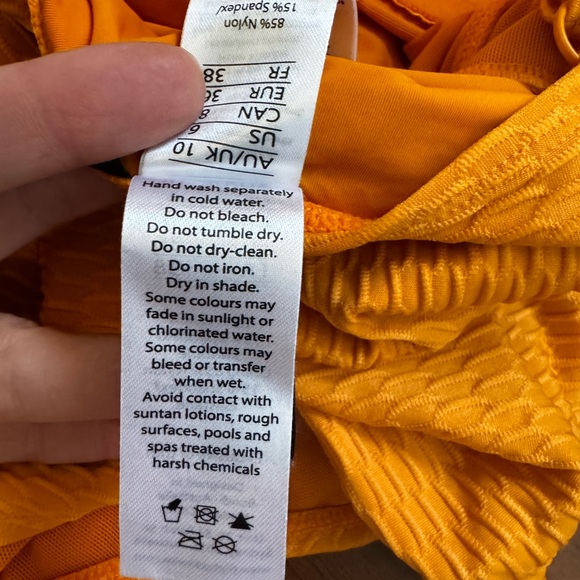 85% Nylon
15% Spandex/
FR 38
EUR 36
CAN 8
US 6
AU/UK 10
Hand wash separately
in cold water.
Do not bleach.
Do not tumble dry.
Do not dry-clean.
Do not iron.
Dry in shade.
Some colours may
fade in sunlight or
chlorinated water.
Some colours may
bleed or transfer
when wet.
Avoid contact with
suntan lotions, rough
surfaces, pools and
spas treated with
harsh chemicals